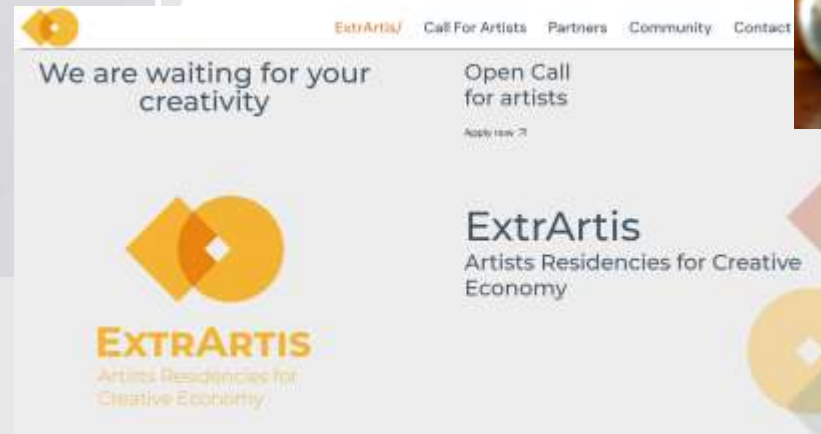 ExtrArtis/ Call For Artists Partners Community Contact
We are waiting for your
creativity
Open Call
for artists
Apply now
ExtrArtis
Artists Residencies for Creative
Economy
EXTRARTIS
Artists Residencies for
Creative Economy